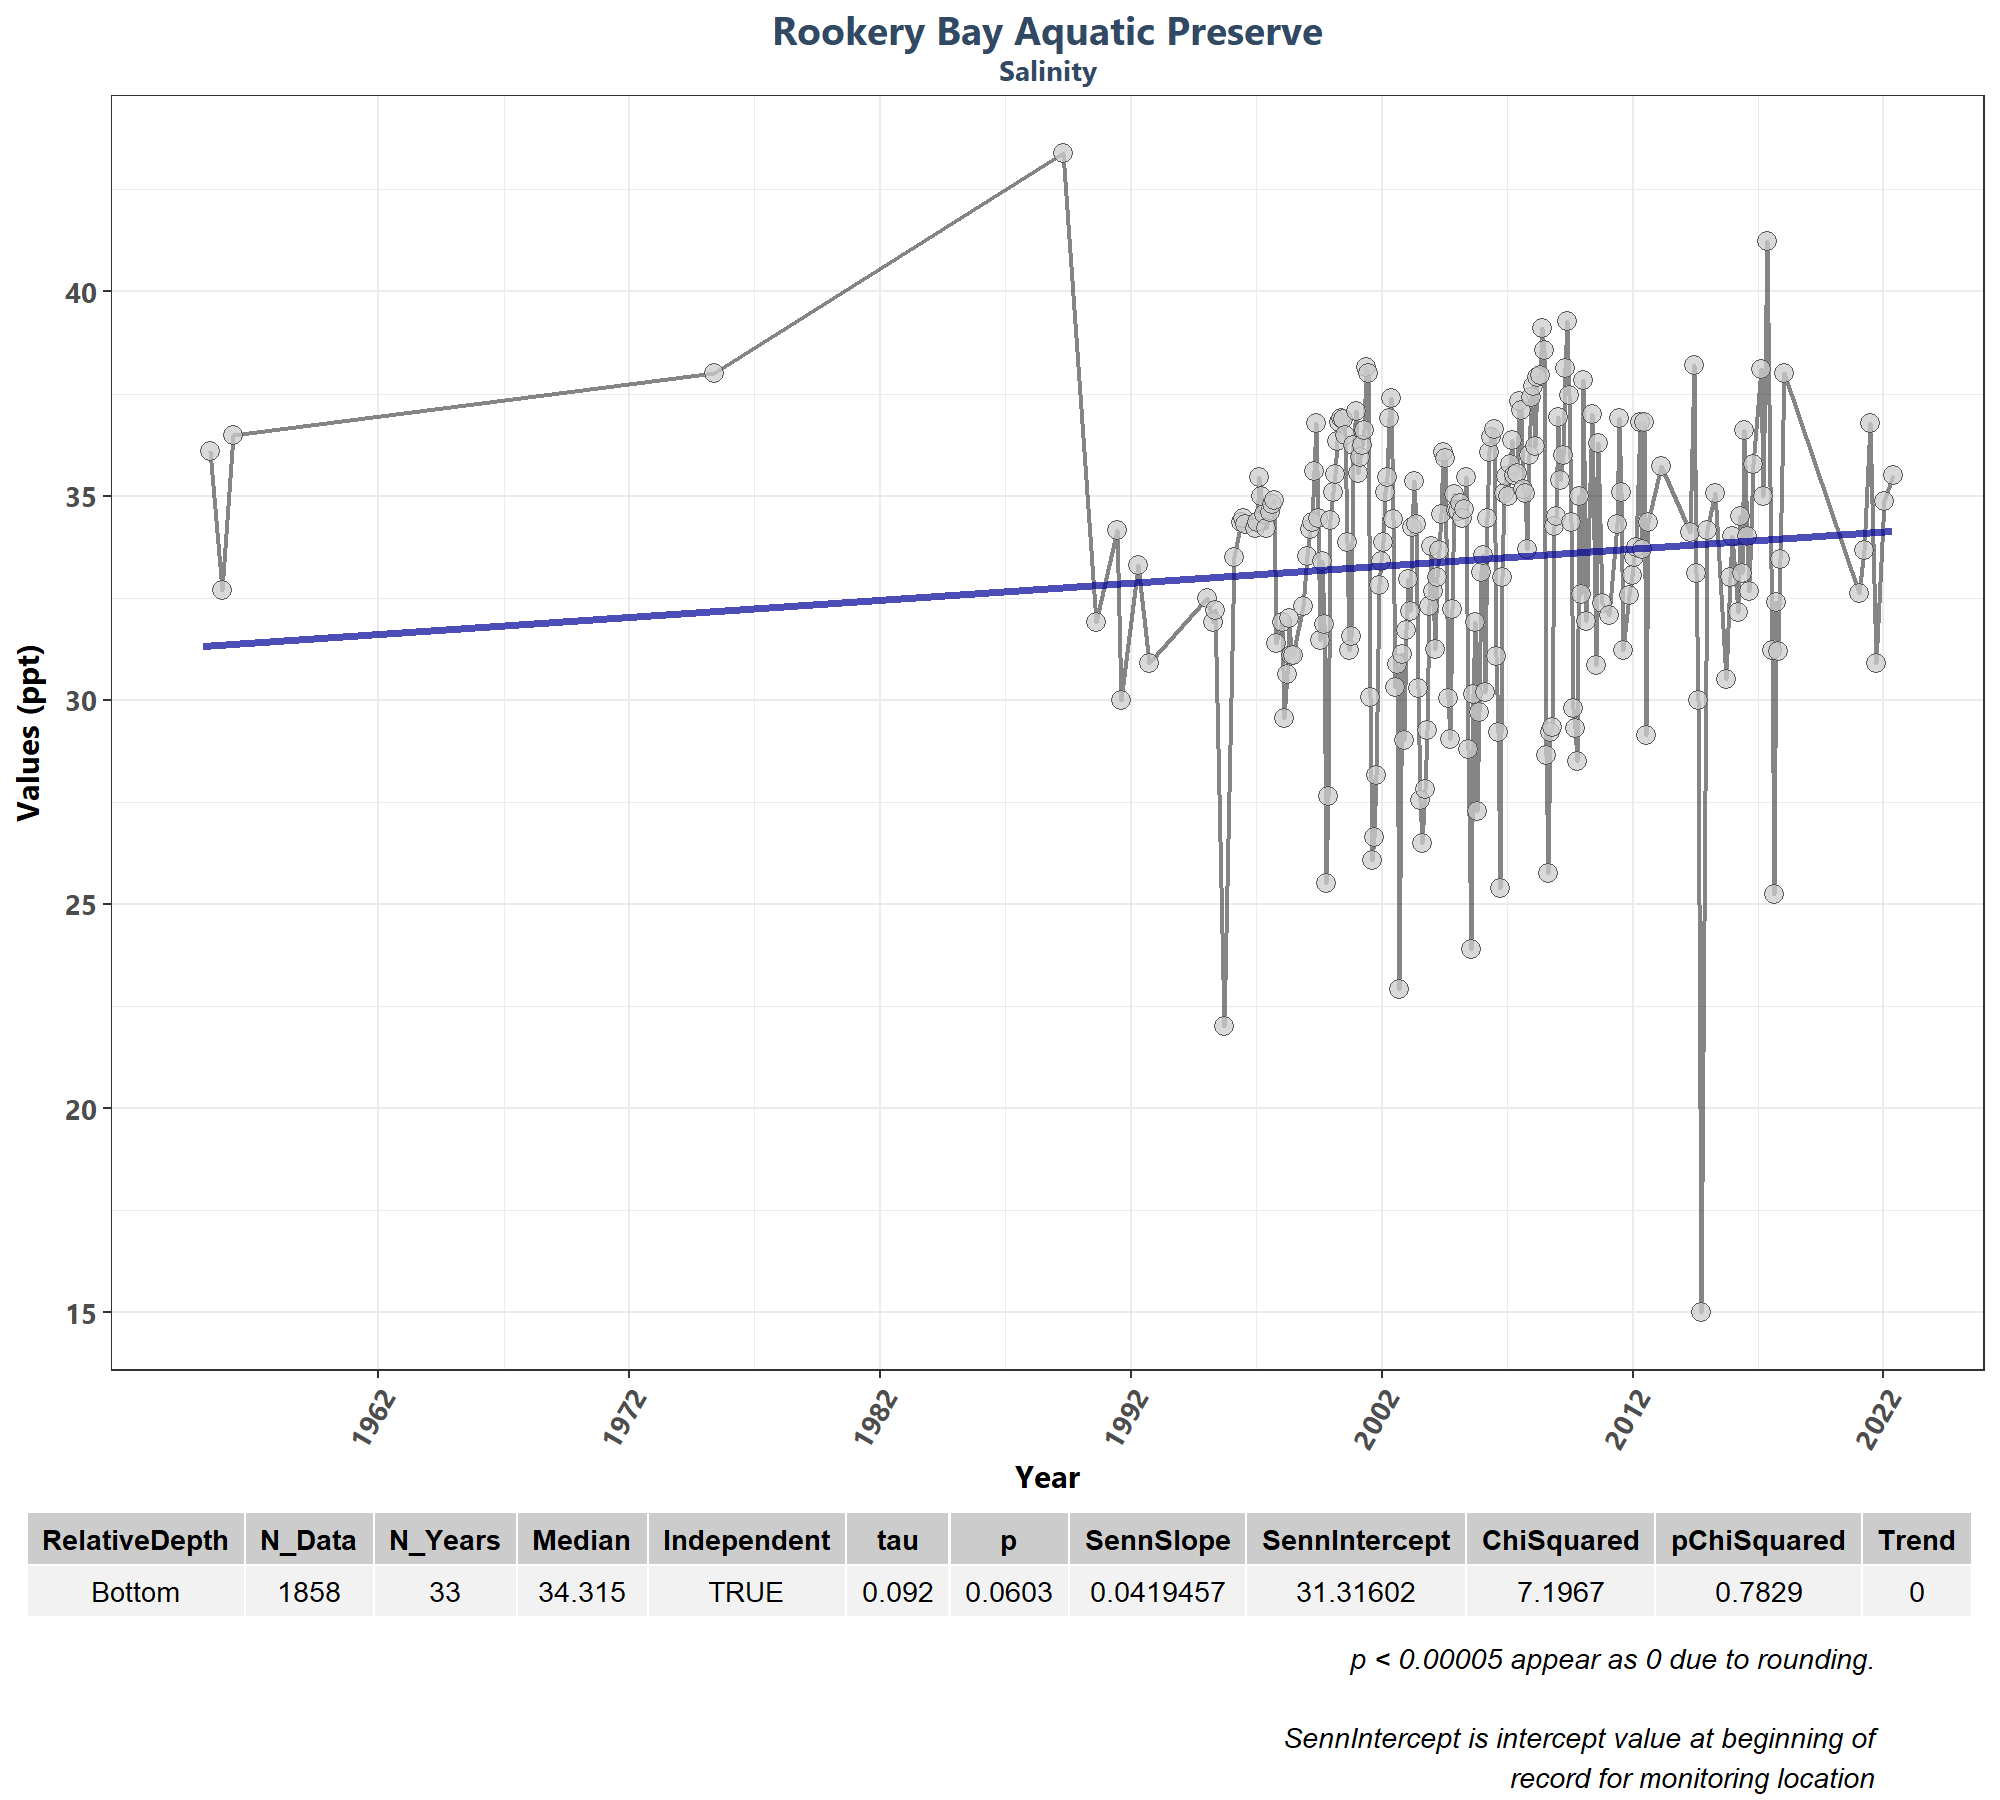 Rookery Bay Aquatic Preserve
Salinity
Values (ppt)
40
35
30
25
20
15
1962 1972 1982 1992 2002 2012 2022
Year
RelativeDepth N_Data N_Years Median Independent tau p SennSlope SennIntercept ChiSquared pChiSquared Trend
Bottom 1858 33 34.315 TRUE 0.092 0.0603 0.0419457 31.31602 7.1967 0.7829 0
p < 0.00005 appear as 0 due to rounding.
SennIntercept is intercept value at beginning of
record for monitoring location